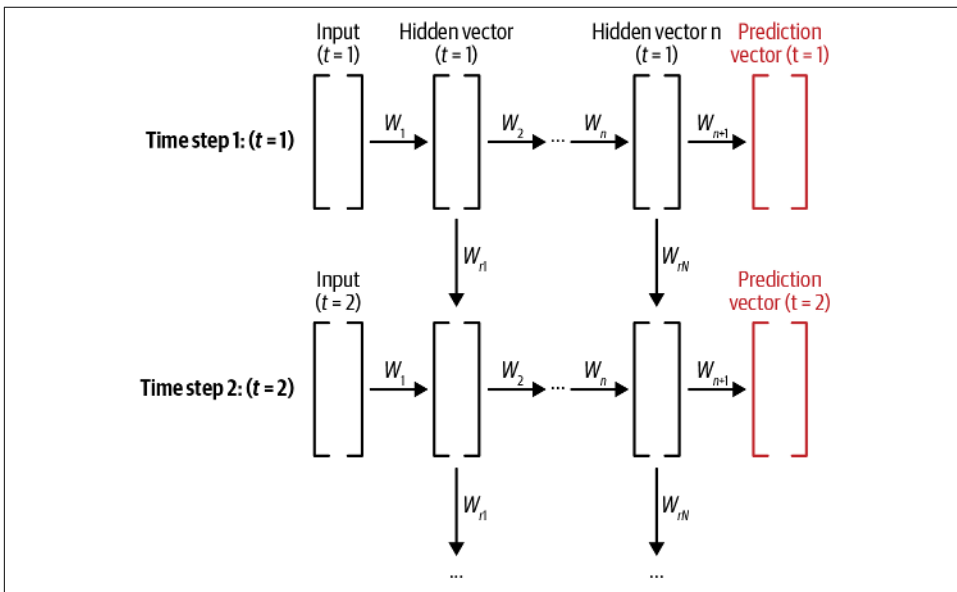 Input
(t = 1)
Hidden vector
(t = 1)
Hidden vector n
(t = 1)
Prediction
vector (t = 1)
Time step 1: (t = 1)
W1
W2
...
Wn
Wn+1
Wr1
WrN
Input
(t = 2)
Prediction
vector (t = 2)
Time step 2: (t = 2)
W1
W2
...
Wn
Wn+1
Wr1
WrN
...
...